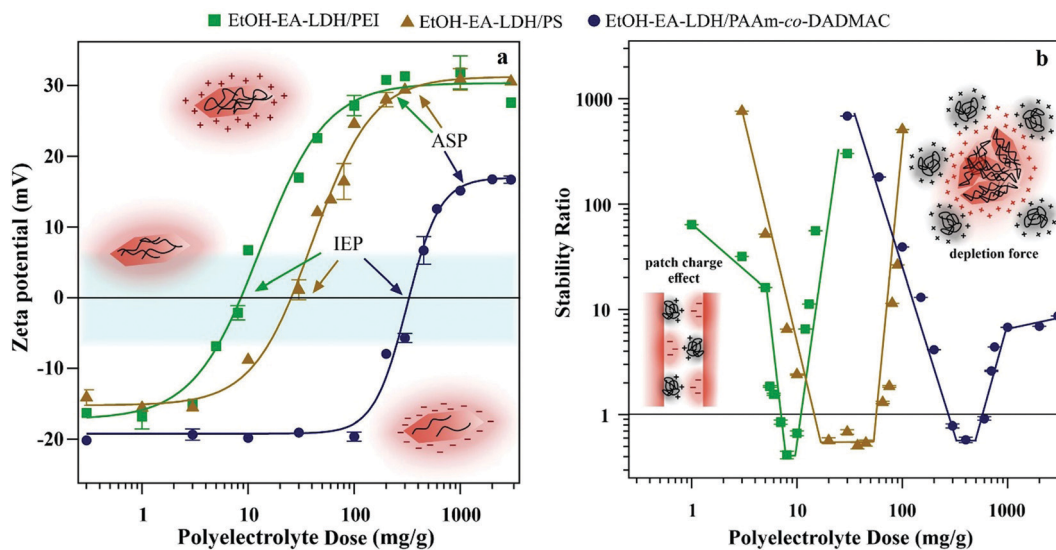 EtOH-EA-LDH/PEI EtOH-EA-LDH/PS EtOH-EA-LDH/PAAm-co-DADMAC
a
30
20
10
0
-10
-20
Zeta potential (mV)
ASP
IEP
1 10 100 1000
Polyelectrolyte Dose (mg/g)
b
1000
100
10
1
Stability Ratio
depletion force
patch charge
effect
1 10 100 1000
Polyelectrolyte Dose (mg/g)